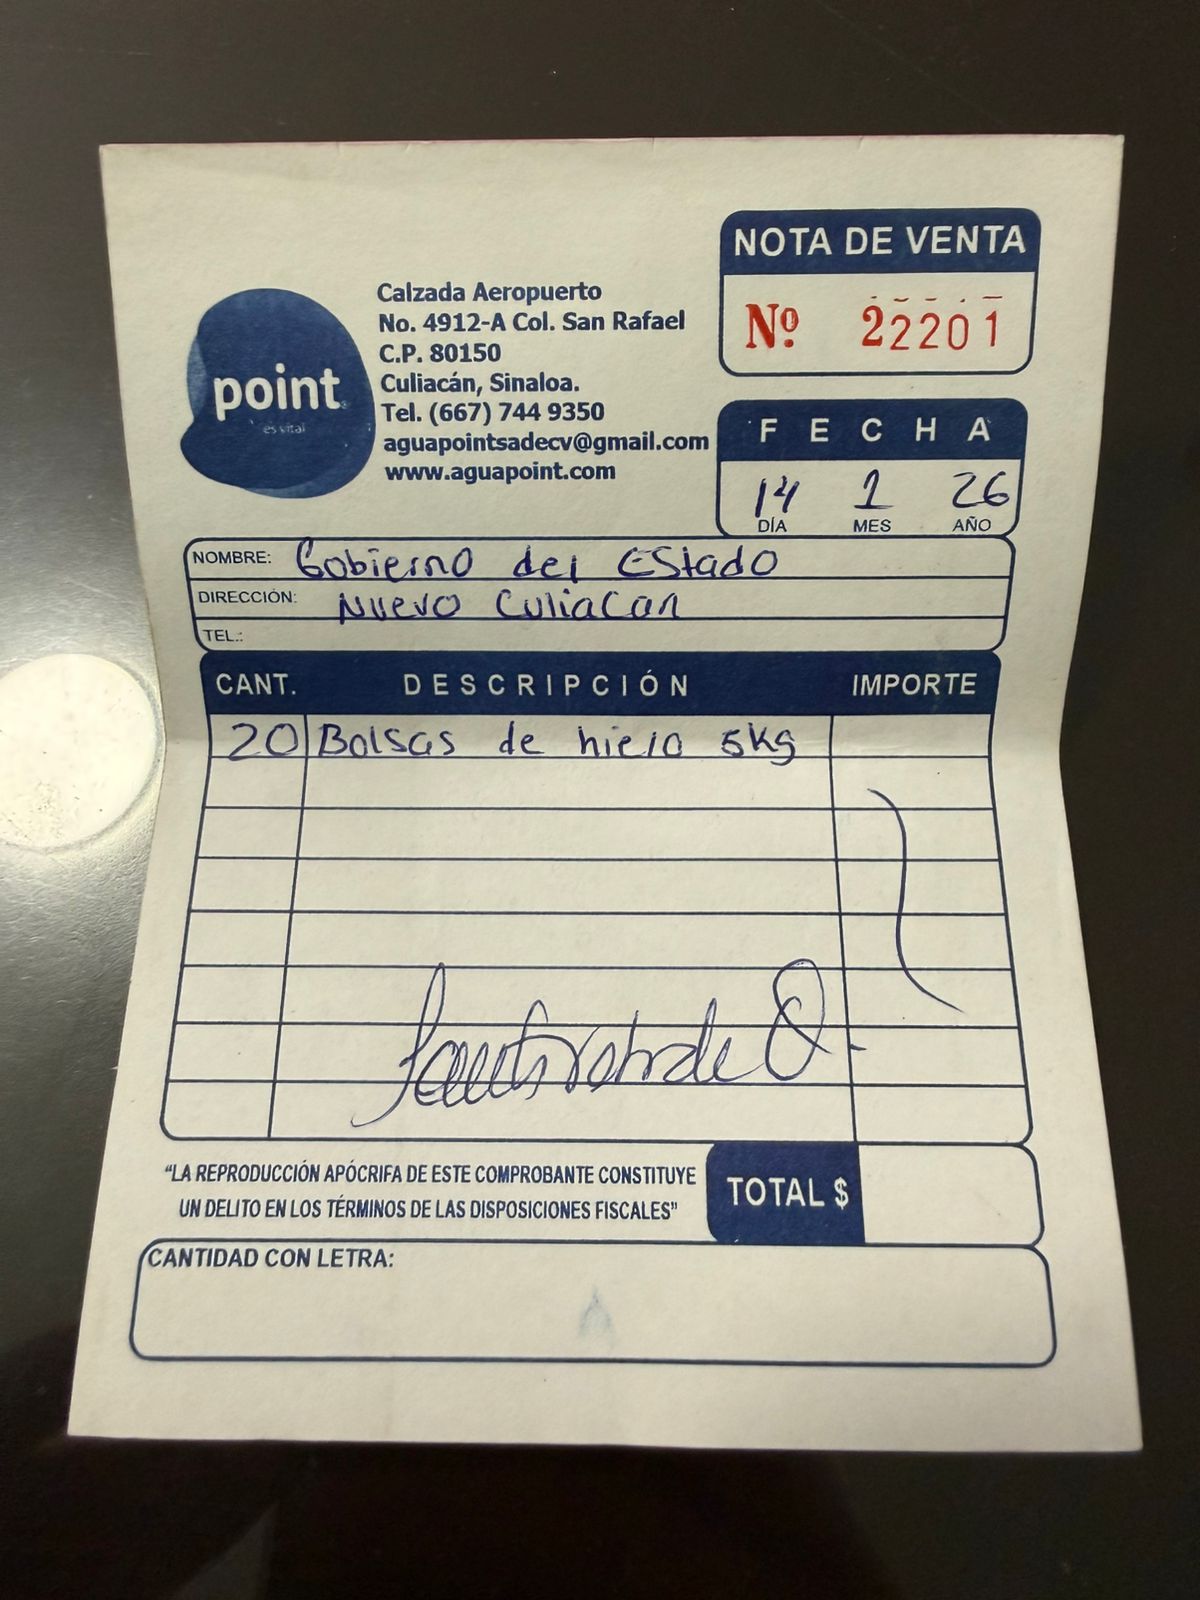 point
es vital
Calzada Aeropuerto
No. 4912-A Col. San Rafael
C.P. 80150
Culiacán, Sinaloa.
Tel. (667) 744 9350
aguapointsadecv@gmail.com
www.aguapoint.com
NOTA DE VENTA
Nº 22201
FECHA
14 1 26
DÍA MES AÑO
NOMBRE: Gobierno del Estado
DIRECCIÓN: Nuevo Culiacan
TEL.:
CANT. DESCRIPCIÓN IMPORTE
20 Bolsas de hielo 5kg
"LA REPRODUCCIÓN APÓCRIFA DE ESTE COMPROBANTE CONSTITUYE
UN DELITO EN LOS TÉRMINOS DE LAS DISPOSICIONES FISCALES"
TOTAL $
CANTIDAD CON LETRA: